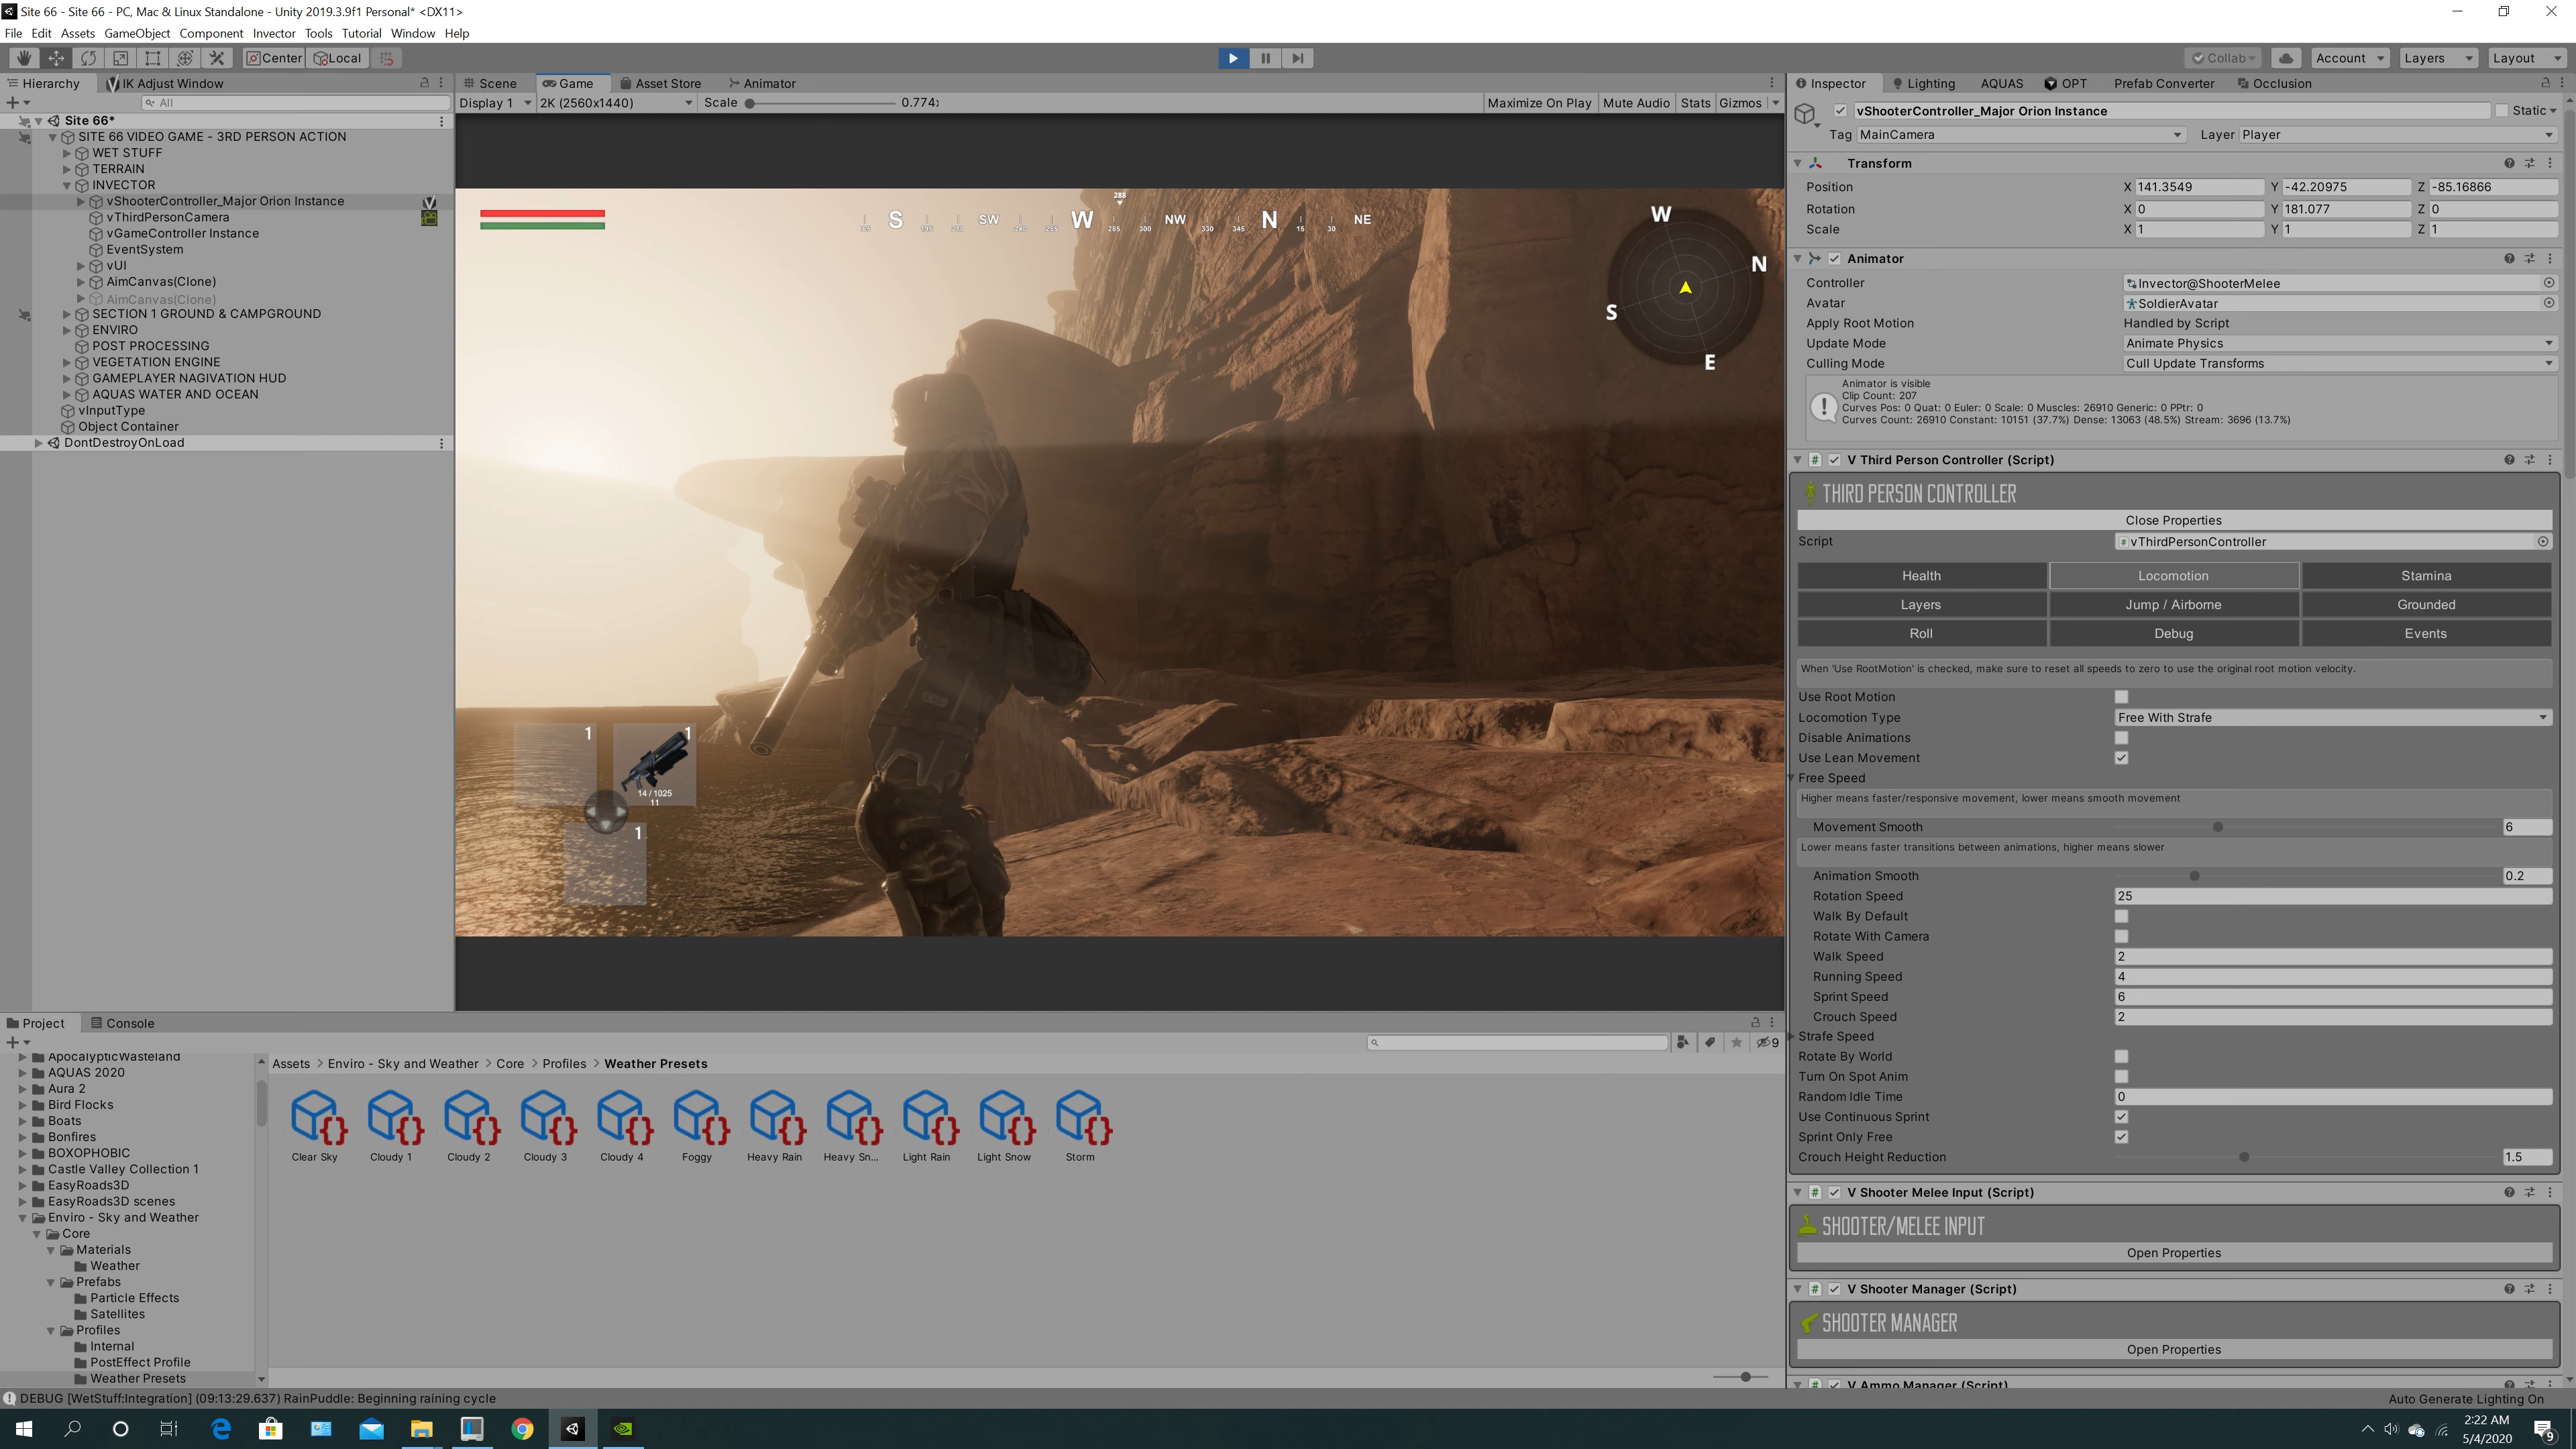 Site 66 - Site 66 - PC, Mac & Linux Standalone - Unity 2019.3.9f1 Personal* <DX11>
File Edit Assets GameObject Component Invector Tools Tutorial Window Help
Center Local
Collab Account Layers Layout
Hierarchy IK Adjust Window
All
Site 66*
SITE 66 VIDEO GAME - 3RD PERSON ACTION
WET STUFF
TERRAIN
INVECTOR
vShooterController_Major Orion Instance
vThirdPersonCamera
vGameController Instance
EventSystem
vUI
AimCanvas(Clone)
AimCanvas(Clone)
SECTION 1 GROUND & CAMPGROUND
ENVIRO
POST PROCESSING
VEGETATION ENGINE
GAMEPLAYER NAGIVATION HUD
AQUAS WATER AND OCEAN
vInputType
Object Container
DontDestroyOnLoad
Scene Game Asset Store Animator
Display 1 2K (2560x1440) Scale 0.774x
Maximize On Play Mute Audio Stats Gizmos
288
S SW W NW N NE
195 240 285 300 330 345 15 30
W
N
S
E
1 1
14 / 1025
11
1
Inspector Lighting AQUAS OPT Prefab Converter Occlusion
vShooterController_Major Orion Instance Static
Tag MainCamera Layer Player
Transform
Position X 141.3549 Y -42.20975 Z -85.16866
Rotation X 0 Y 181.077 Z 0
Scale X 1 Y 1 Z 1
Animator
Controller Invector@ShooterMelee
Avatar SoldierAvatar
Apply Root Motion Handled by Script
Update Mode Animate Physics
Culling Mode Cull Update Transforms
Animator is visible
Clip Count: 207
Curves Pos: 0 Quat: 0 Euler: 0 Scale: 0 Muscles: 26910 Generic: 0 PPtr: 0
Curves Count: 26910 Constant: 10151 (37.7%) Dense: 13063 (48.5%) Stream: 3696 (13.7%)
V Third Person Controller (Script)
THIRD PERSON CONTROLLER
Close Properties
Script vThirdPersonController
Health Locomotion Stamina
Layers Jump / Airborne Grounded
Roll Debug Events
When 'Use RootMotion' is checked, make sure to reset all speeds to zero to use the original root motion velocity.
Use Root Motion
Locomotion Type Free With Strafe
Disable Animations
Use Lean Movement
Free Speed
Higher means faster/responsive movement, lower means smooth movement
Movement Smooth 6
Lower means faster transitions between animations, higher means slower
Animation Smooth 0.2
Rotation Speed 25
Walk By Default
Rotate With Camera
Walk Speed 2
Running Speed 4
Sprint Speed 6
Crouch Speed 2
Strafe Speed
Rotate By World
Turn On Spot Anim
Random Idle Time 0
Use Continuous Sprint
Sprint Only Free
Crouch Height Reduction 1.5
V Shooter Melee Input (Script)
SHOOTER/MELEE INPUT
Open Properties
V Shooter Manager (Script)
SHOOTER MANAGER
Open Properties
V Ammo Manager (Script)
Project Console
9
ApocalypticWasteland
AQUAS 2020
Aura 2
Bird Flocks
Boats
Bonfires
BOXOPHOBIC
Castle Valley Collection 1
EasyRoads3D
EasyRoads3D scenes
Enviro - Sky and Weather
Core
Materials
Weather
Prefabs
Particle Effects
Satellites
Profiles
Internal
PostEffect Profile
Weather Presets
Assets > Enviro - Sky and Weather > Core > Profiles > Weather Presets
Clear Sky Cloudy 1 Cloudy 2 Cloudy 3 Cloudy 4 Foggy Heavy Rain Heavy Sn... Light Rain Light Snow Storm
DEBUG [WetStuff:Integration] (09:13:29.637) RainPuddle: Beginning raining cycle
Auto Generate Lighting On
2:22 AM
5/4/2020
9